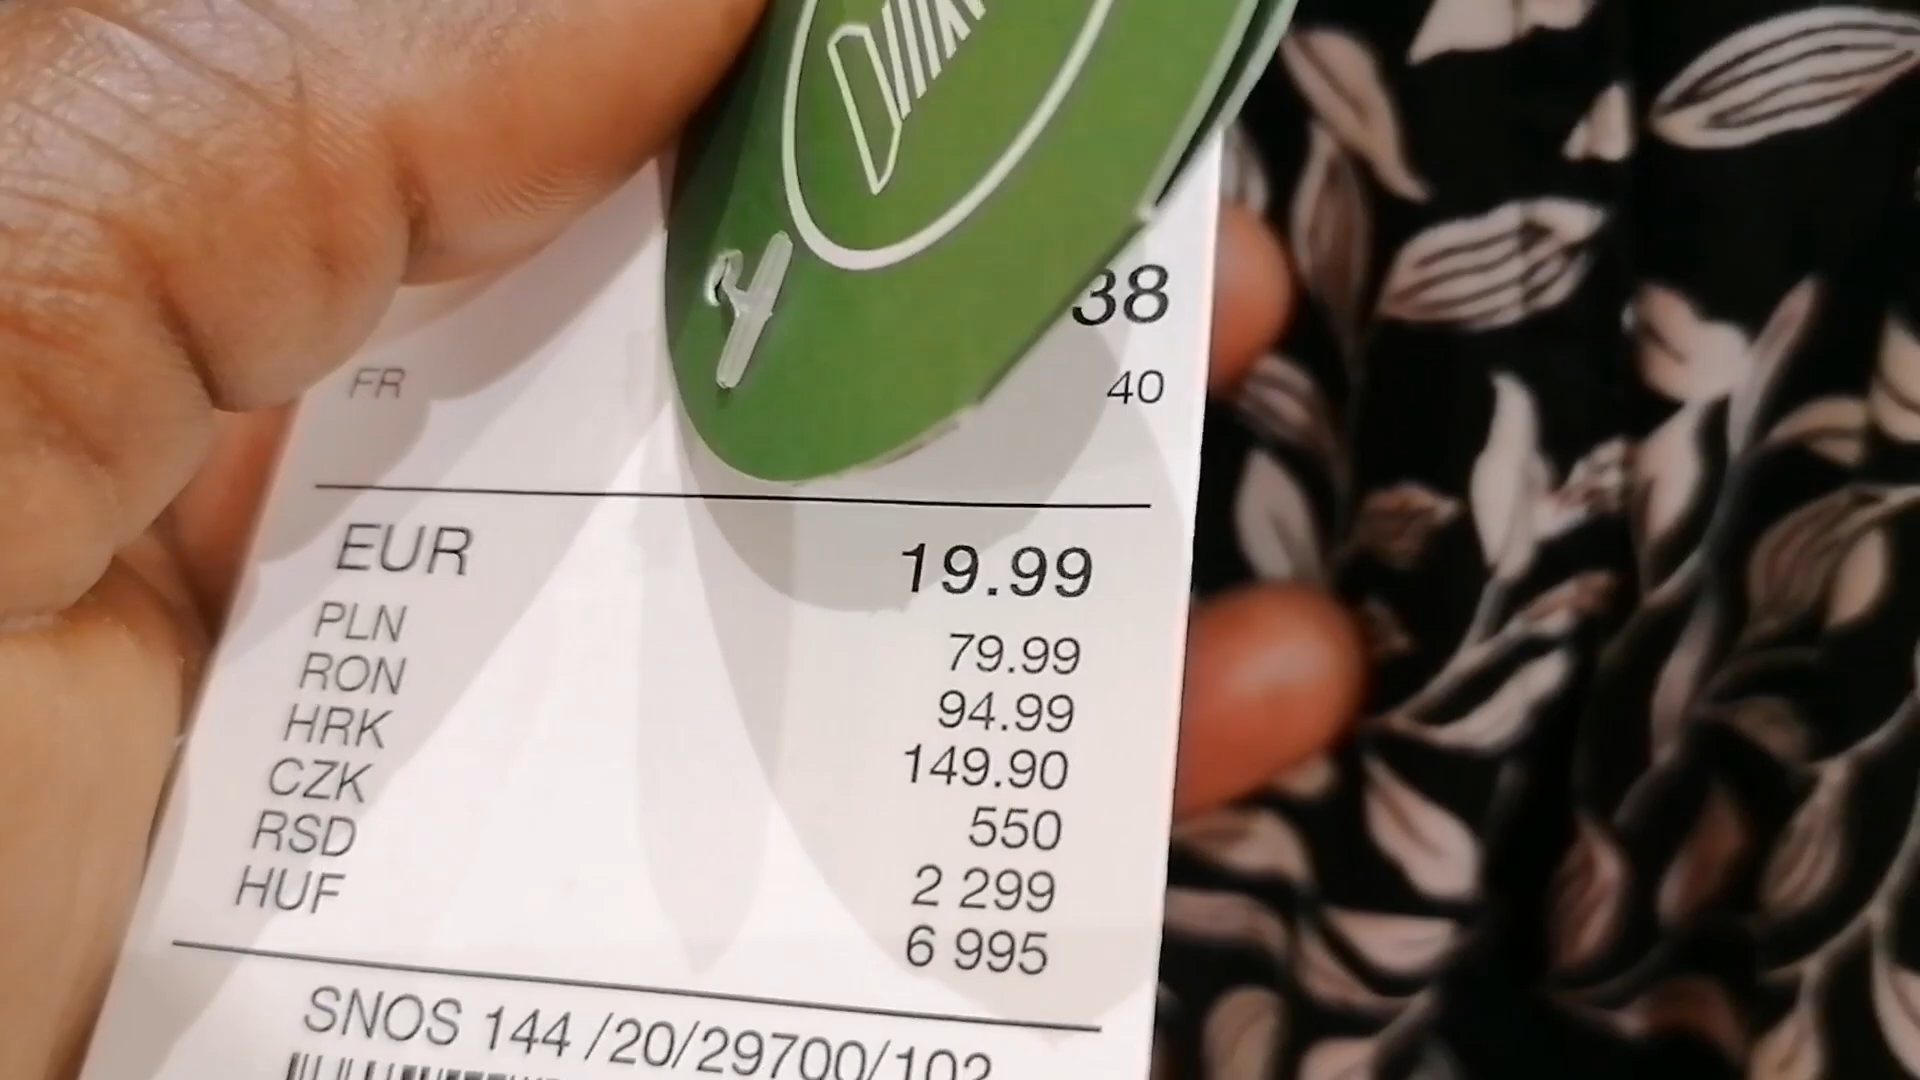 38
FR 40
EUR 19.99
PLN 79.99
RON 94.99
HRK 149.90
CZK 550
RSD 2 299
HUF 6 995
SNOS 144 /20/29700/102